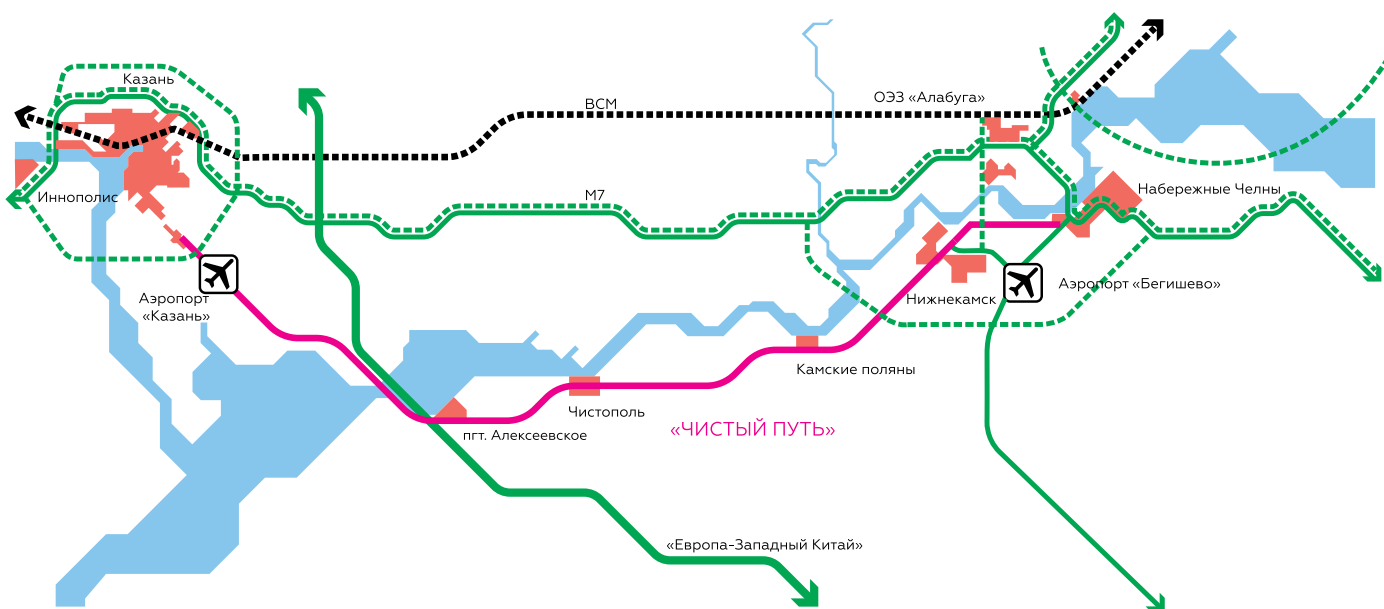 Казань
ВСМ
ОЭЗ «Алабуга»
Иннополис
М7
Набережные Челны
Аэропорт
«Казань»
Нижнекамск
Аэропорт «Бегишево»
Камские поляны
Чистополь
пгт. Алексеевское
«ЧИСТЫЙ ПУТЬ»
«Европа-Западный Китай»